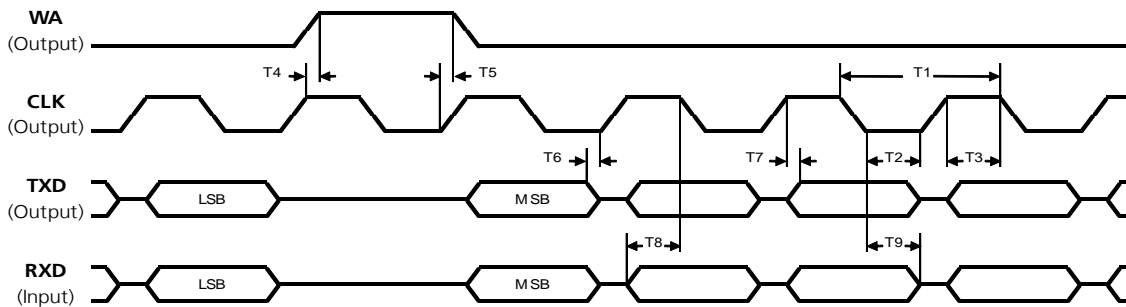 WA
(Output)
T4
T5
T1
CLK
(Output)
T6
T7
T2
T3
TXD
(Output)
LSB
MSB
T8
T9
RXD
(Input)
LSB
MSB